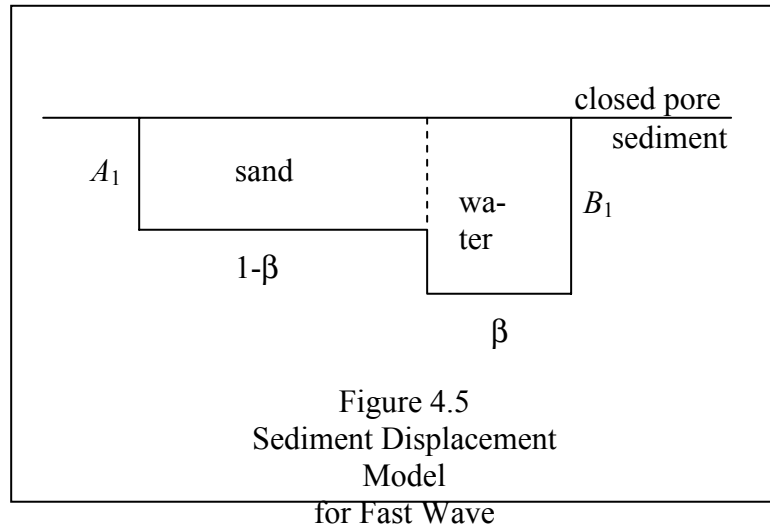 closed pore
sediment
A₁
sand
wa-
ter
B₁
1-β
β
Figure 4.5
Sediment Displacement
Model
for Fast Wave